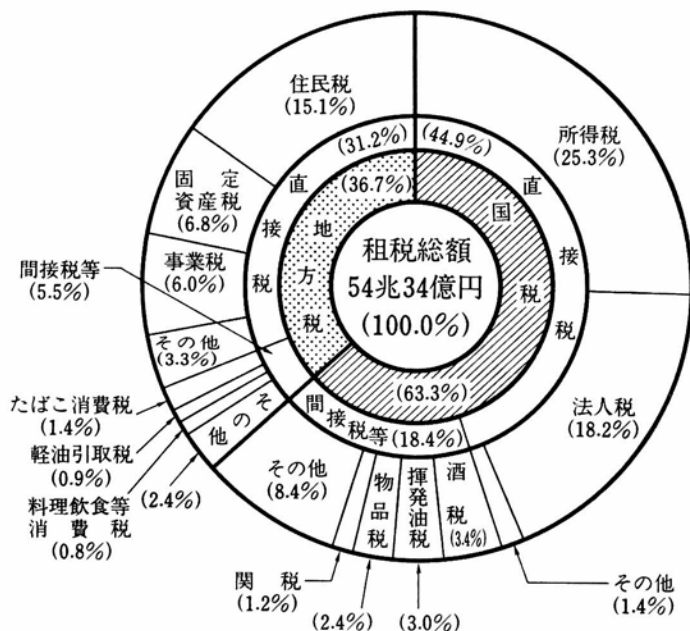 租税総額
54兆34億円
(100.0%)
国税
(63.3%)
地方税
(36.7%)
直接税
(44.9%)
間接税等(18.4%)
直接税
(31.2%)
間接税等
(5.5%)
所得税
(25.3%)
法人税
(18.2%)
その他
(1.4%)
酒税
(3.4%)
揮発油税
(3.0%)
物品税
(2.4%)
関税
(1.2%)
その他
(8.4%)
住民税
(15.1%)
固定
資産税
(6.8%)
事業税
(6.0%)
その他
(3.3%)
たばこ消費税
(1.4%)
軽油引取税
(0.9%)
料理飲食等
消費税
(0.8%)
その他
(2.4%)